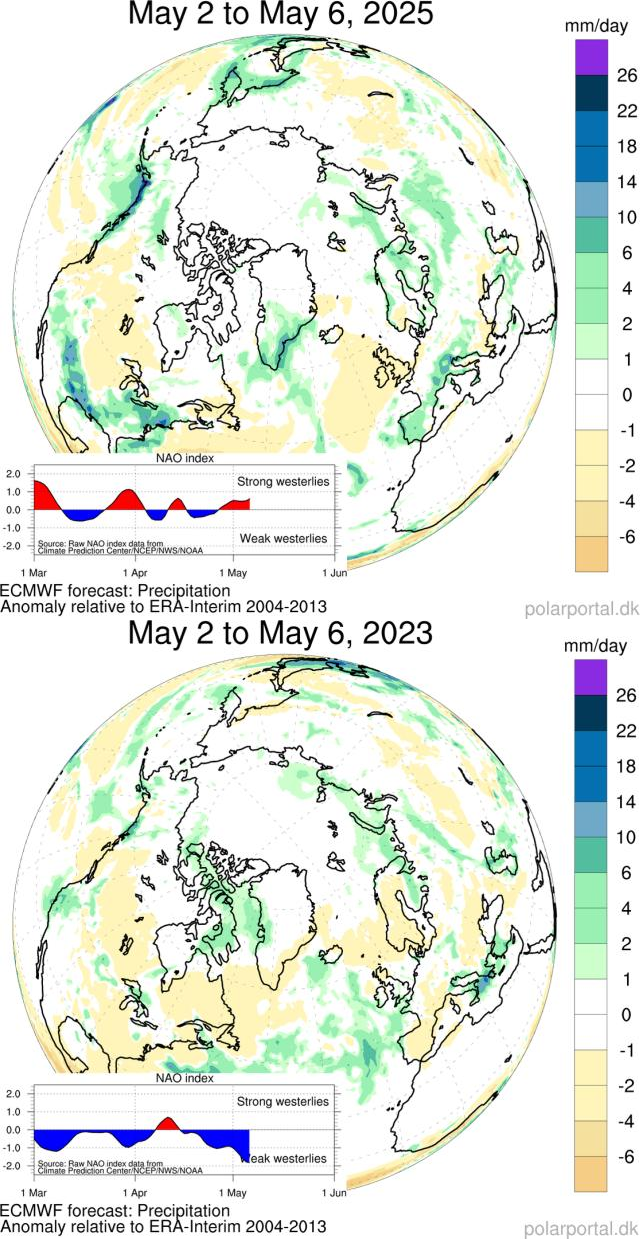 May 2 to May 6, 2025
mm/day
26
22
18
14
10
6
4
2
1
0
-1
-2
-4
-6
NAO index
2.0
1.0
0.0
-1.0
-2.0
Strong westerlies
Weak westerlies
Source: Raw NAO index data from
Climate Prediction Center/NCEP/NWS/NOAA
1 Mar 1 Apr 1 May 1 Jun
ECMWF forecast: Precipitation
Anomaly relative to ERA-Interim 2004-2013
polarportal.dk
May 2 to May 6, 2023
mm/day
26
22
18
14
10
6
4
2
1
0
-1
-2
-4
-6
NAO index
2.0
1.0
0.0
-1.0
-2.0
Strong westerlies
Weak westerlies
Source: Raw NAO index data from
Climate Prediction Center/NCEP/NWS/NOAA
1 Mar 1 Apr 1 May 1 Jun
ECMWF forecast: Precipitation
Anomaly relative to ERA-Interim 2004-2013
polarportal.dk